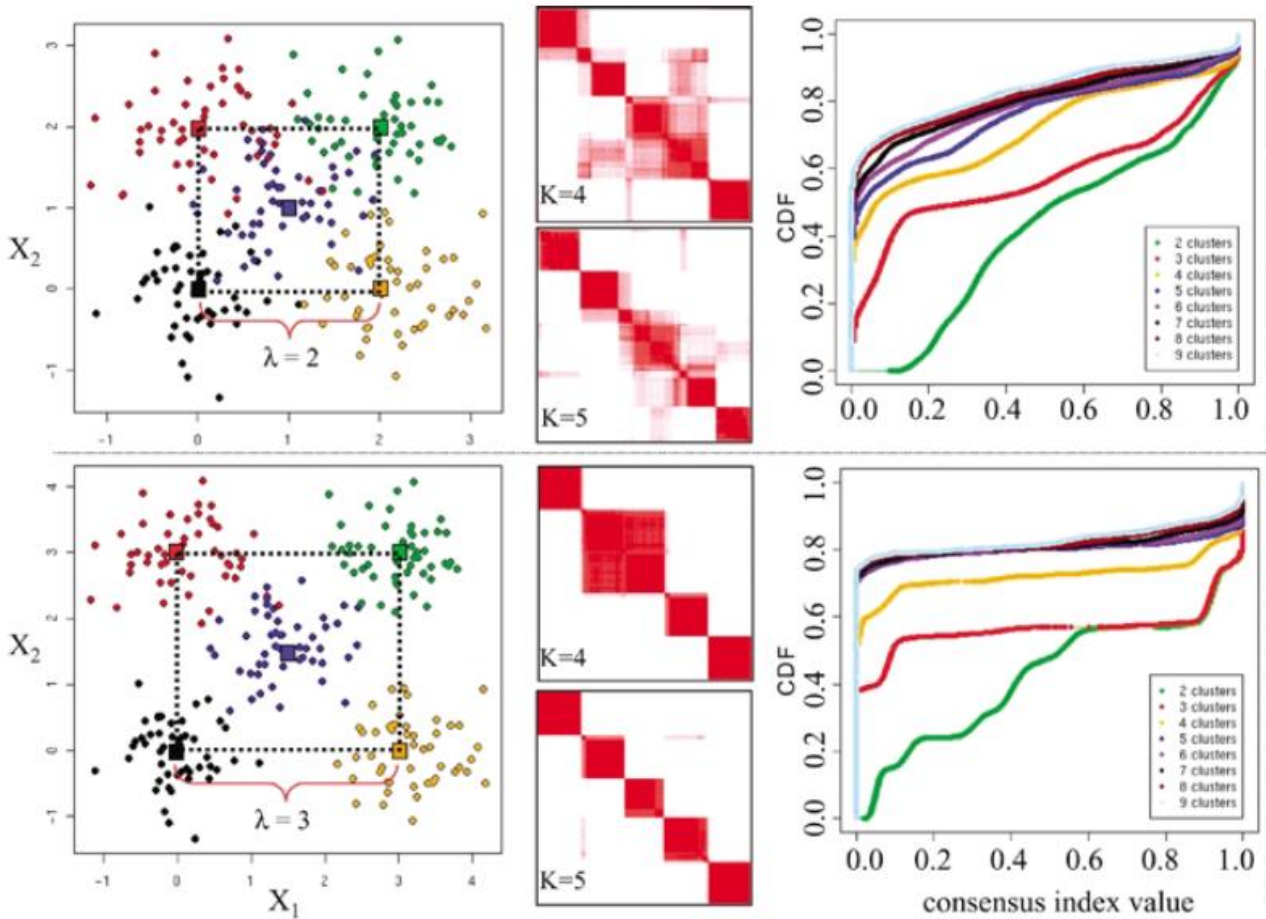 3
2
1
0
-1
X2
λ = 2
-1
0
1
2
3
K=4
K=5
1.0
0.8
0.6
0.4
0.2
0.0
CDF
2 clusters
3 clusters
4 clusters
5 clusters
6 clusters
7 clusters
8 clusters
9 clusters
0.0 0.2 0.4 0.6 0.8 1.0
4
3
2
1
0
-1
X2
λ = 3
-1 0 1 2 3 4
X1
K=4
K=5
1.0
0.8
0.6
0.4
0.2
0.0
CDF
2 clusters
3 clusters
4 clusters
5 clusters
6 clusters
7 clusters
8 clusters
9 clusters
0.0 0.2 0.4 0.6 0.8 1.0
consensus index value